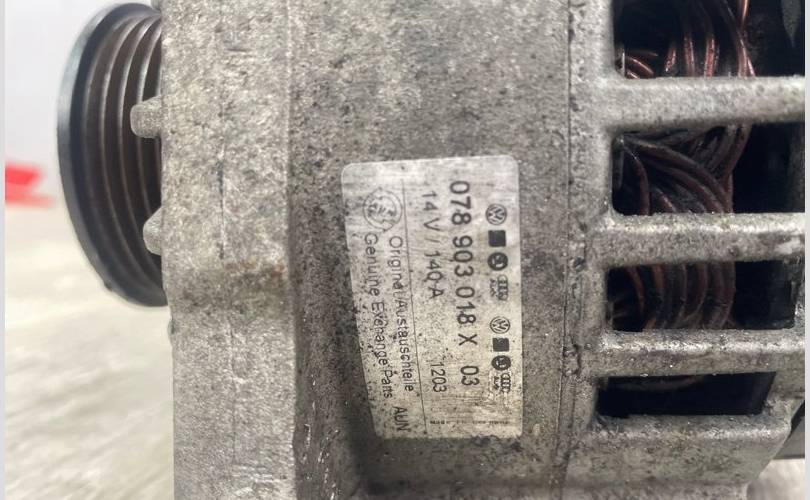 078 903 018 X 03
14 V / 140 A 1203
Original Austauschteile
Genuine Exchange Parts AUN